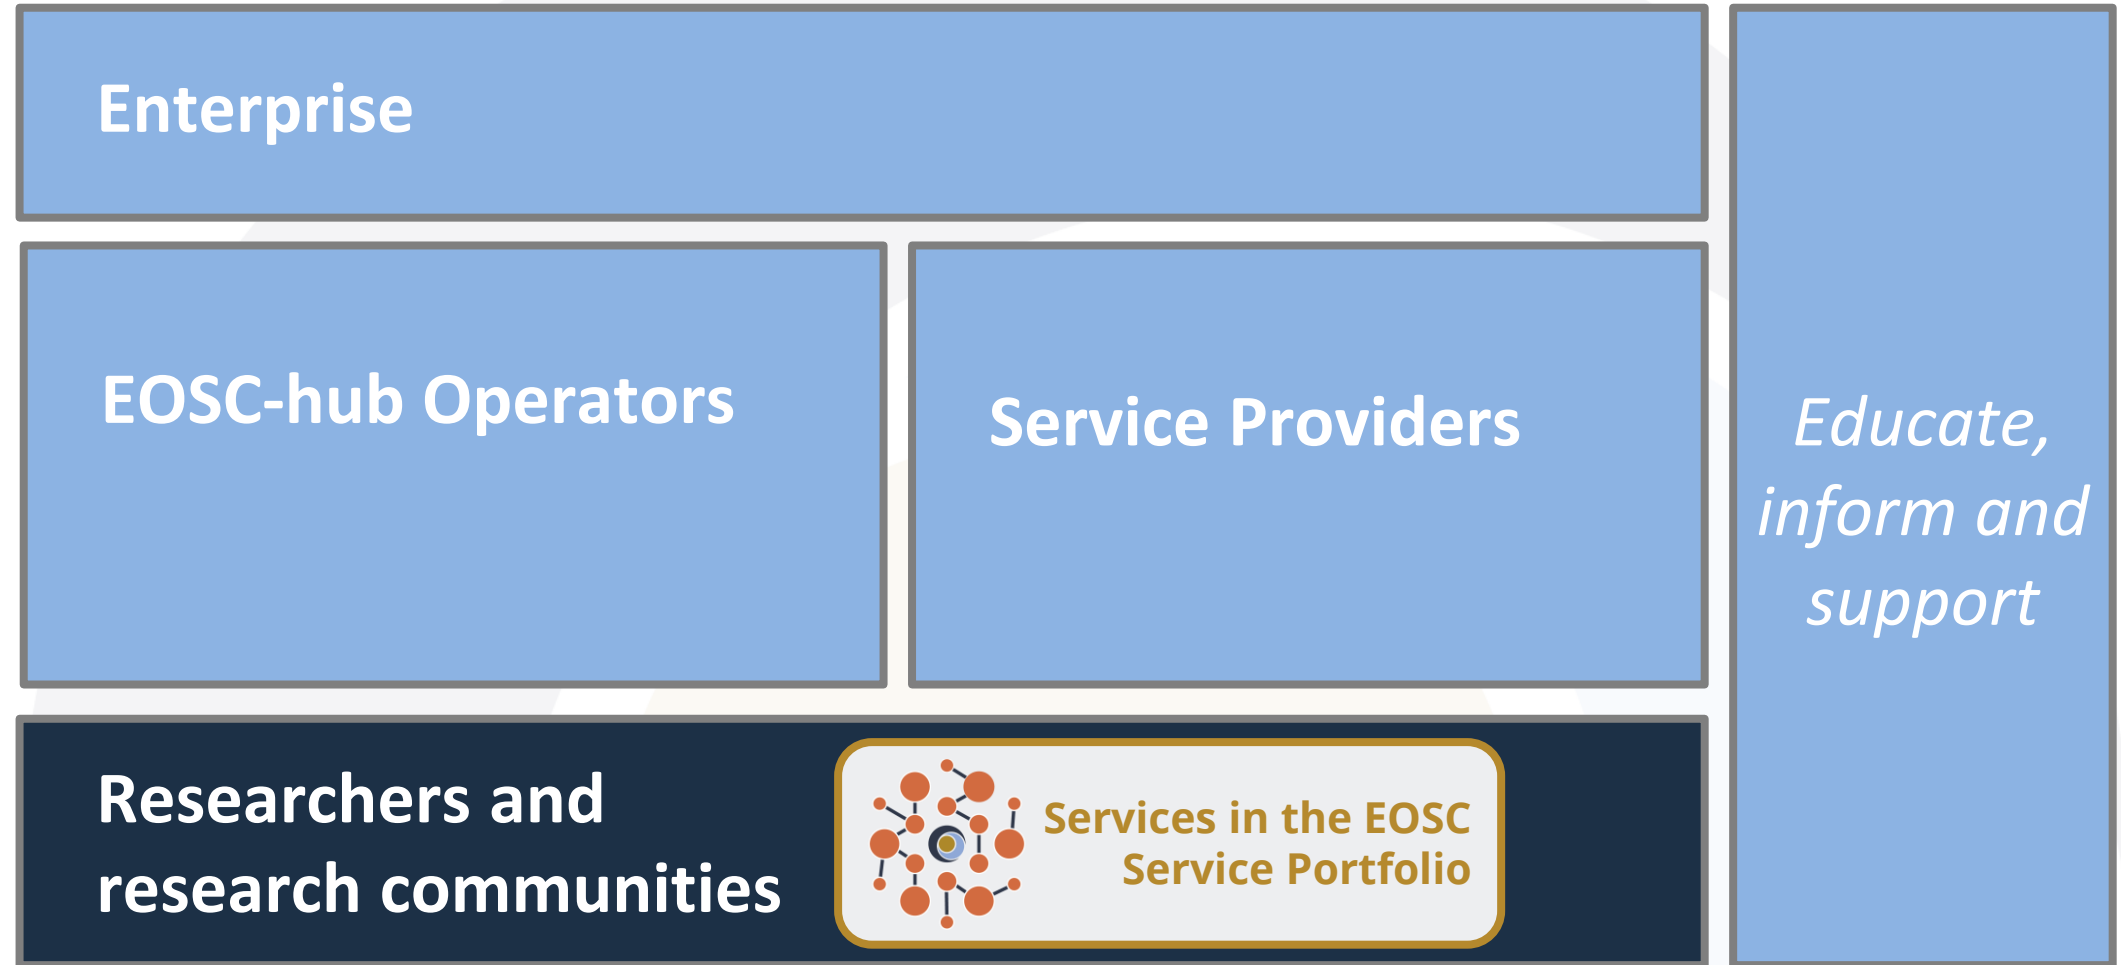 Enterprise
EOSC-hub Operators
Service Providers
Educate,
inform and
support
Researchers and
research communities
Services in the EOSC
Service Portfolio